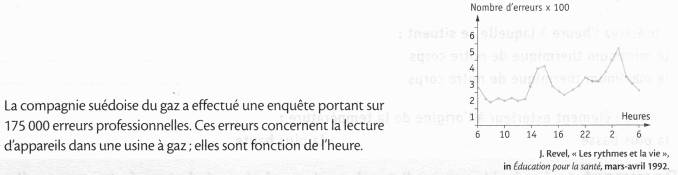 Nombre d'erreurs x 100
6
5
4
3
2
1
Heures
6 10 14 18 22 2 6
La compagnie suédoise du gaz a effectué une enquête portant sur
175 000 erreurs professionnelles. Ces erreurs concernent la lecture
d'appareils dans une usine à gaz ; elles sont fonction de l'heure.
J. Revel, « Les rythmes et la vie »,
in Éducation pour la santé, mars-avril 1992.